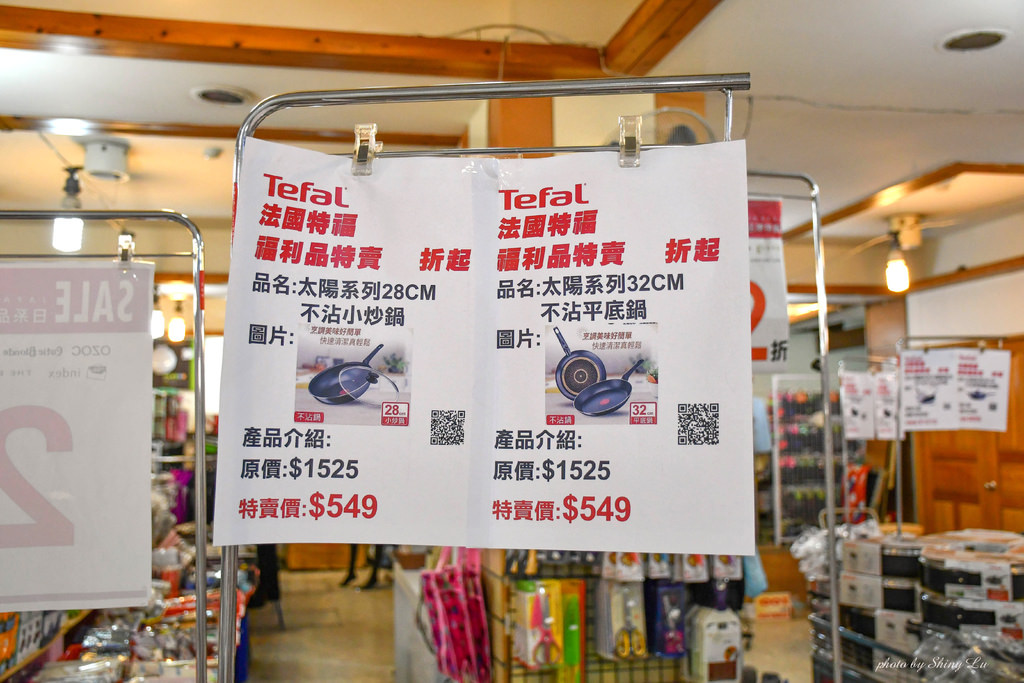 Tefal
法國特福
福利品特賣 折起
品名:太陽系列28CM
不沾小炒鍋
圖片:
烹調美味好簡單
快速清潔真輕鬆
不沾鍋
28
小炒鍋
產品介紹:
原價:$1525
特賣價:$549
Tefal
法國特福
福利品特賣 折起
品名:太陽系列32CM
不沾平底鍋
圖片:
烹調美味好簡單
快速清潔真輕鬆
不沾鍋
32
平底鍋
產品介紹:
原價:$1525
特賣價:$549
SALE
OZOC
index
2
折
Tefal
photo by Shiny Lu